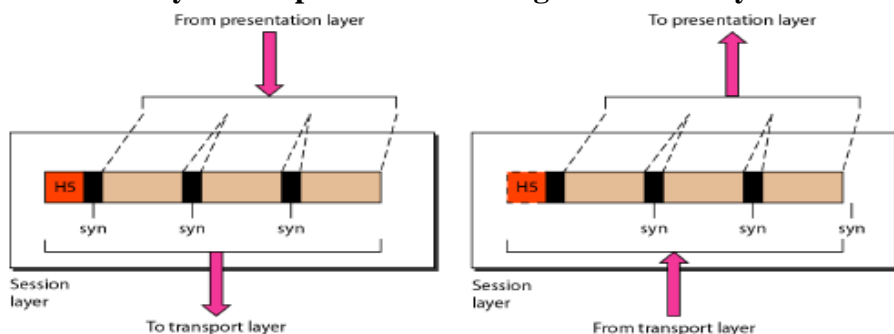 From presentation layer
To presentation layer
H5
H5
syn
syn
syn
syn
syn
syn
Session
layer
Session
layer
To transport layer
From transport layer